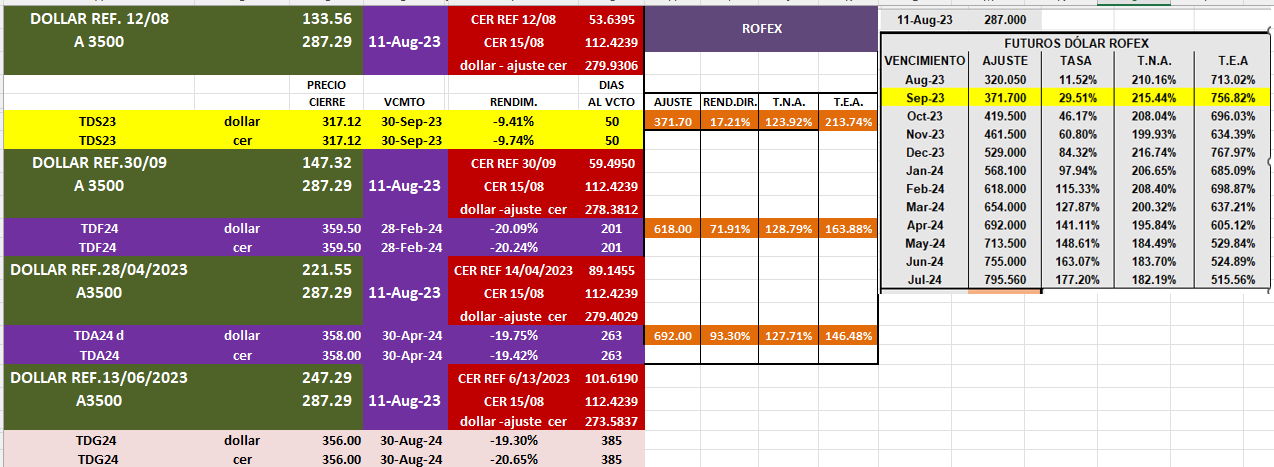 DOLLAR REF. 12/08 133.56 CER REF 12/08 53.6395
A 3500 287.29 11-Aug-23 CER 15/08 112.4239
dollar - ajuste cer 279.9306
ROFEX
PRECIO DIAS
CIERRE VCMTO RENDIM. AL VCTO AJUSTE REND.DIR. T.N.A. T.E.A.
TDS23 dollar 317.12 30-Sep-23 -9.41% 50 371.70 17.21% 123.92% 213.74%
TDS23 cer 317.12 30-Sep-23 -9.74% 50
DOLLAR REF.30/09 147.32 CER REF 30/09 59.4950
A 3500 287.29 11-Aug-23 CER 15/08 112.4239
dollar -ajuste cer 278.3812
TDF24 dollar 359.50 28-Feb-24 -20.09% 201 618.00 71.91% 128.79% 163.88%
TDF24 cer 359.50 28-Feb-24 -20.24% 201
DOLLAR REF.28/04/2023 221.55 CER REF 14/04/2023 89.1455
A3500 287.29 11-Aug-23 CER 15/08 112.4239
dollar -ajuste cer 279.4029
TDA24 d dollar 358.00 30-Apr-24 -19.75% 263 692.00 93.30% 127.71% 146.48%
TDA24 cer 358.00 30-Apr-24 -19.42% 263
DOLLAR REF.13/06/2023 247.29 CER REF 6/13/2023 101.6190
A3500 287.29 11-Aug-23 CER 15/08 112.4239
dollar -ajuste cer 273.5837
TDG24 dollar 356.00 30-Aug-24 -19.30% 385
TDG24 cer 356.00 30-Aug-24 -20.65% 385
11-Aug-23 287.000
FUTUROS DÓLAR ROFEX
VENCIMIENTO AJUSTE TASA T.N.A. T.E.A
Aug-23 320.050 11.52% 210.16% 713.02%
Sep-23 371.700 29.51% 215.44% 756.82%
Oct-23 419.500 46.17% 208.04% 696.03%
Nov-23 461.500 60.80% 199.93% 634.39%
Dec-23 529.000 84.32% 216.74% 767.97%
Jan-24 568.100 97.94% 206.65% 685.09%
Feb-24 618.000 115.33% 208.40% 698.87%
Mar-24 654.000 127.87% 200.32% 637.21%
Apr-24 692.000 141.11% 195.84% 605.12%
May-24 713.500 148.61% 184.49% 529.84%
Jun-24 755.000 163.07% 183.70% 524.89%
Jul-24 795.560 177.20% 182.19% 515.56%